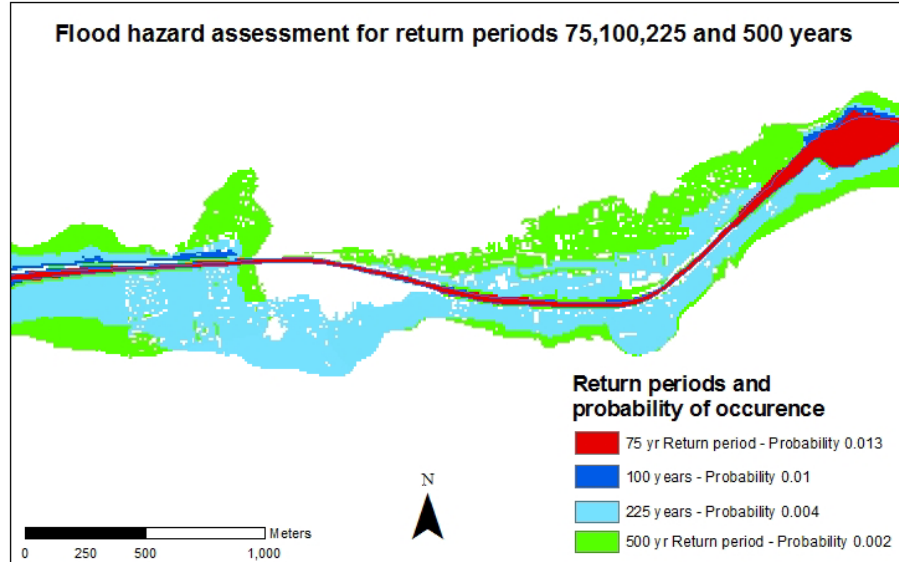 Flood hazard assessment for return periods 75,100,225 and 500 years
Return periods and
probability of occurence
75 yr Return period - Probability 0.013
100 years - Probability 0.01
225 years - Probability 0.004
500 yr Return period - Probability 0.002
N
Meters
0 250 500 1,000